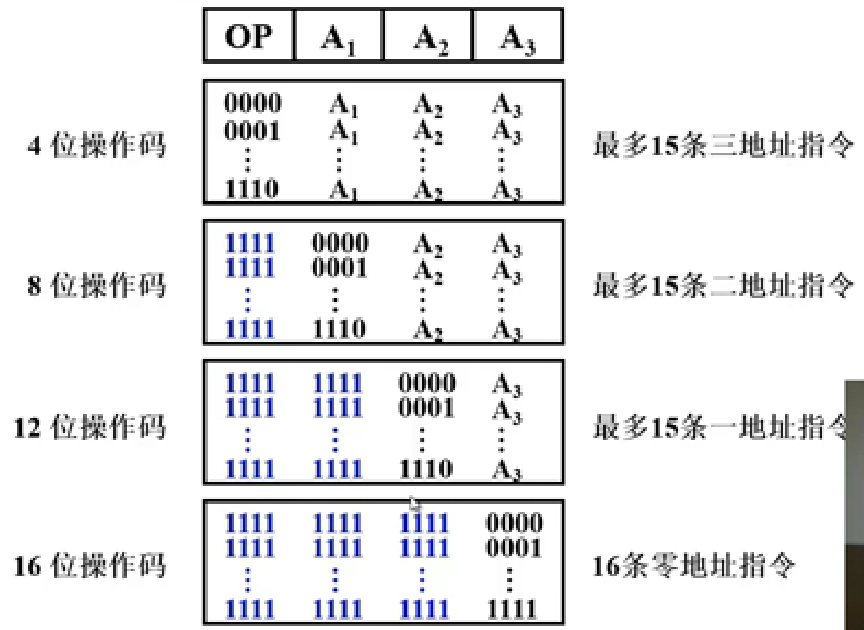 OP A₁ A₂ A₃
0000 A₁ A₂ A₃
0001 A₁ A₂ A₃
⋮ ⋮ ⋮ ⋮
1110 A₁ A₂ A₃
4 位操作码
最多15条三地址指令
1111 0000 A₂ A₃
1111 0001 A₂ A₃
⋮ ⋮ ⋮ ⋮
1111 1110 A₂ A₃
8 位操作码
最多15条二地址指令
1111 1111 0000 A₃
1111 1111 0001 A₃
⋮ ⋮ ⋮ ⋮
1111 1111 1110 A₃
12 位操作码
最多15条一地址指令
1111 1111 1111 0000
1111 1111 1111 0001
⋮ ⋮ ⋮ ⋮
1111 1111 1111 1111
16 位操作码
16条零地址指令